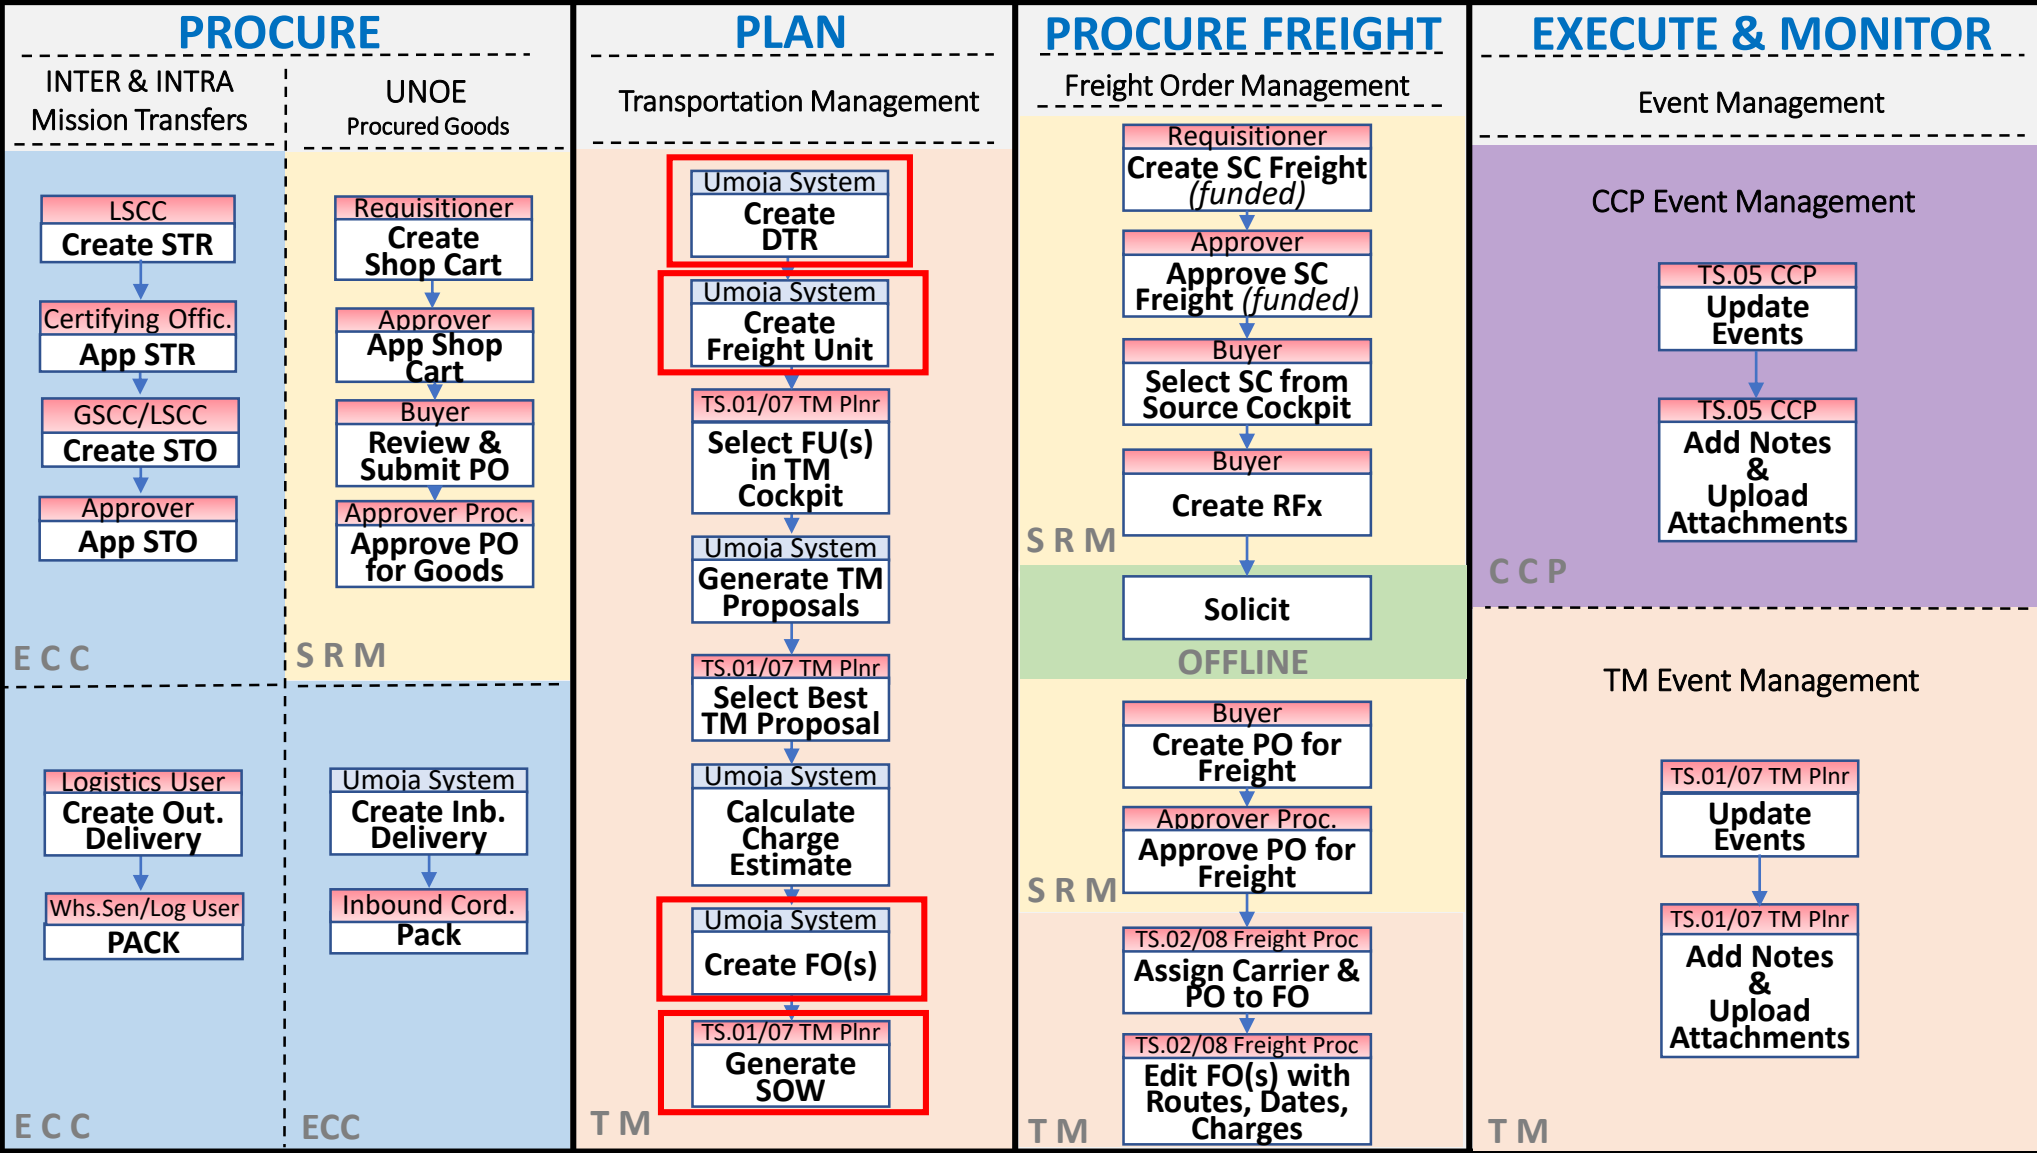 PROCURE
INTER & INTRA
Mission Transfers
LSCC
Create STR
Certifying Offic.
App STR
GSCC/LSCC
Create STO
Approver
App STO
E C C
Logistics User
Create Out.
Delivery
Whs.Sen/Log User
PACK
E C C
UNOE
Procured Goods
Requisitioner
Create
Shop Cart
Approver
App Shop
Cart
Buyer
Review &
Submit PO
Approver Proc.
Approve PO
for Goods
S R M
Umoja System
Create Inb.
Delivery
Inbound Cord.
Pack
ECC
PLAN
Transportation Management
Umoja System
Create
DTR
Umoja System
Create
Freight Unit
TS.01/07 TM Plnr
Select FU(s)
in TM
Cockpit
Umoja System
Generate TM
Proposals
TS.01/07 TM Plnr
Select Best
TM Proposal
Umoja System
Calculate
Charge
Estimate
Umoja System
Create FO(s)
TS.01/07 TM Plnr
Generate
SOW
T M
PROCURE FREIGHT
Freight Order Management
Requisitioner
Create SC Freight
(funded)
Approver
Approve SC
Freight (funded)
Buyer
Select SC from
Source Cockpit
Buyer
Create RFx
S R M
Solicit
OFFLINE
Buyer
Create PO for
Freight
Approver Proc.
Approve PO for
Freight
S R M
TS.02/08 Freight Proc
Assign Carrier &
PO to FO
TS.02/08 Freight Proc
Edit FO(s) with
Routes, Dates,
Charges
T M
EXECUTE & MONITOR
Event Management
CCP Event Management
TS.05 CCP
Update
Events
TS.05 CCP
Add Notes
&
Upload
Attachments
C C P
TM Event Management
TS.01/07 TM Plnr
Update
Events
TS.01/07 TM Plnr
Add Notes
&
Upload
Attachments
T M